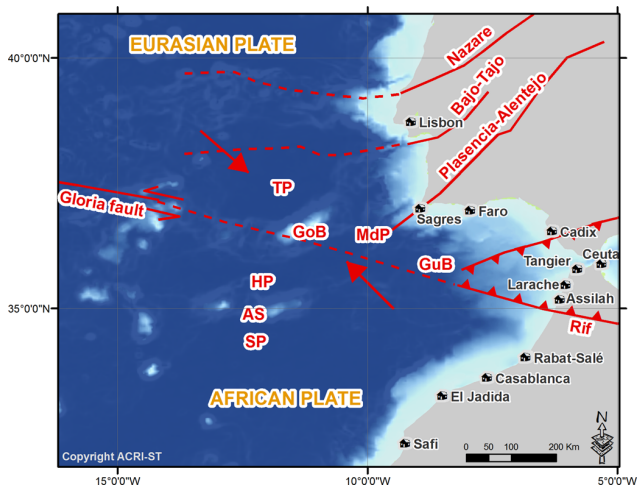 EURASIAN PLATE
Nazare
40°0'0"N
Bajo-Tajo
Plasencia-Alentejo
Lisbon
TP
Gloria fault
Sagres
Faro
GoB
MdP
Cadix
GuB
Tangier
Ceuta
HP
Larache
35°0'0"N
AS
Assilah
Rif
SP
Rabat-Salé
Casablanca
AFRICAN PLATE
El Jadida
N
Safi
0 50 100 200 Km
Copyright ACRI-ST
15°0'0"W
10°0'0"W
5°0'0"W